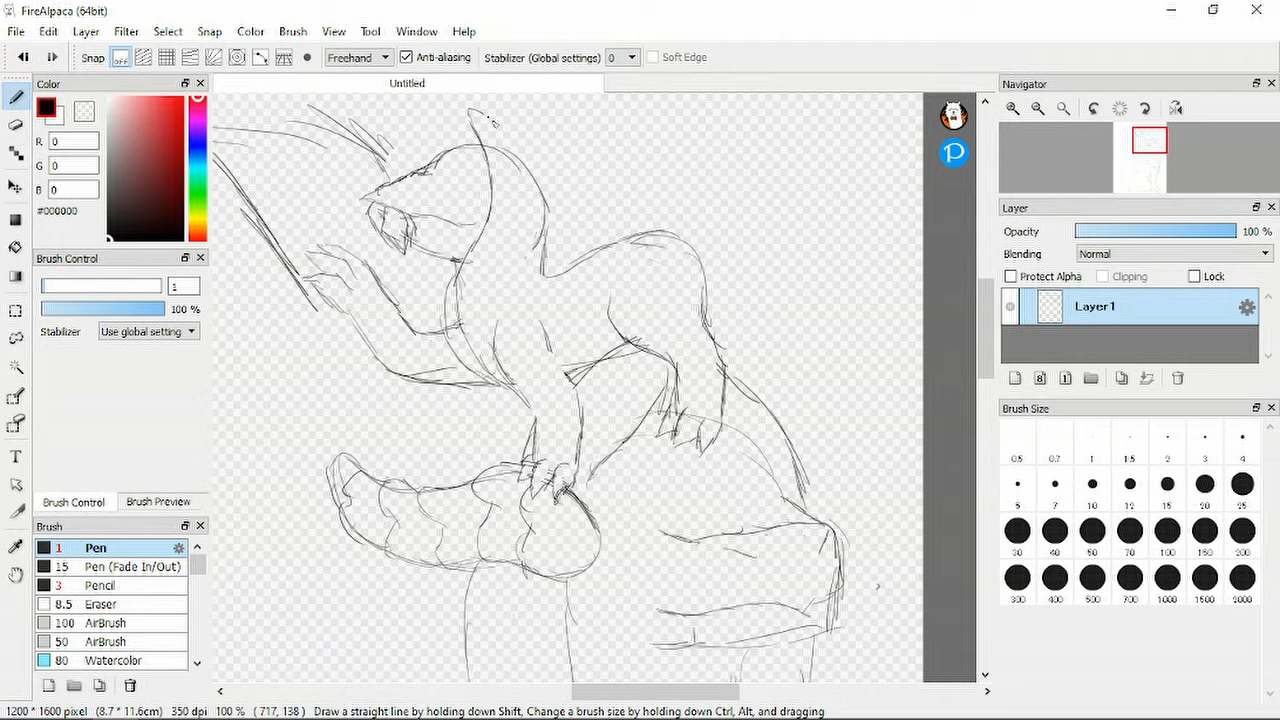 FireAlpaca (64bit)
File Edit Layer Filter Select Snap Color Brush View Tool Window Help
Snap off Freehand Anti-aliasing Stabilizer (Global settings) 0 Soft Edge
Color
Untitled
Navigator
R 0
G 0
B 0
#000000
Layer
Opacity 100 %
Blending Normal
Protect Alpha Clipping Lock
Layer1
8 1
Brush Control
1
100 %
Stabilizer Use global setting
Brush Size
0.5 0.7 1 1.5 2 3 4
5 7 10 12 15 20 25
30 40 50 70 100 150 200
300 400 500 700 1000 1500 2000
Brush Control Brush Preview
Brush
1 Pen
15 Pen (Fade In/Out)
3 Pencil
8.5 Eraser
100 AirBrush
50 AirBrush
80 Watercolor
1200 * 1600 pixel (8.7 * 11.6cm) 350 dpi 100 % ( 717, 138 ) Draw a straight line by holding down Shift, Change a brush size by holding down Ctrl, Alt, and dragging